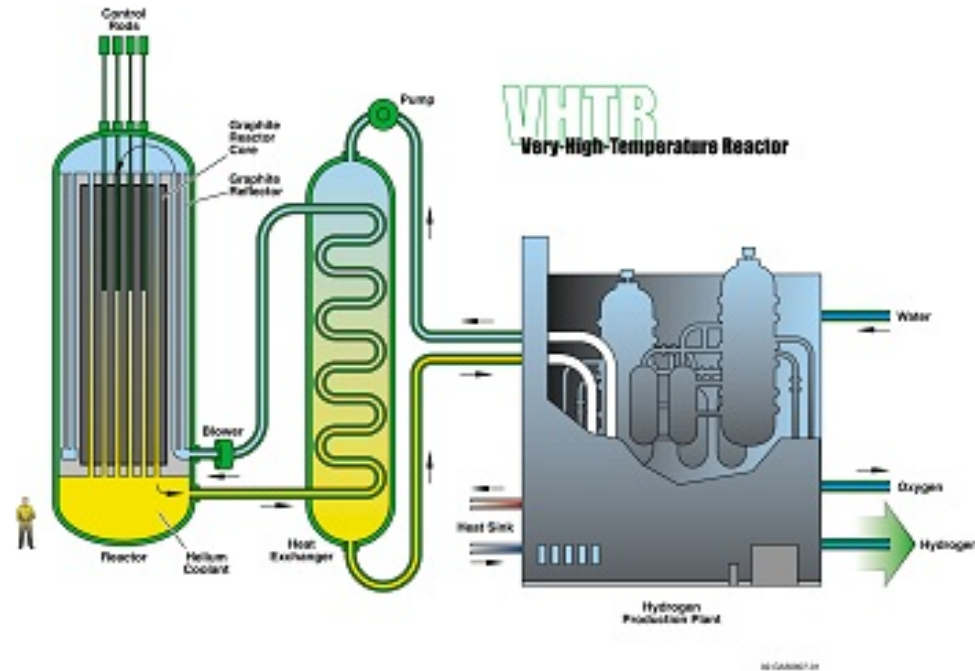 Control
Rods
Graphite
Reactor
Core
Graphite
Reflector
Pump
VHTR
Very-High-Temperature Reactor
Water
Blower
Oxygen
Heat Sink
Hydrogen
Reactor
Helium
Coolant
Heat
Exchanger
Hydrogen
Production Plant